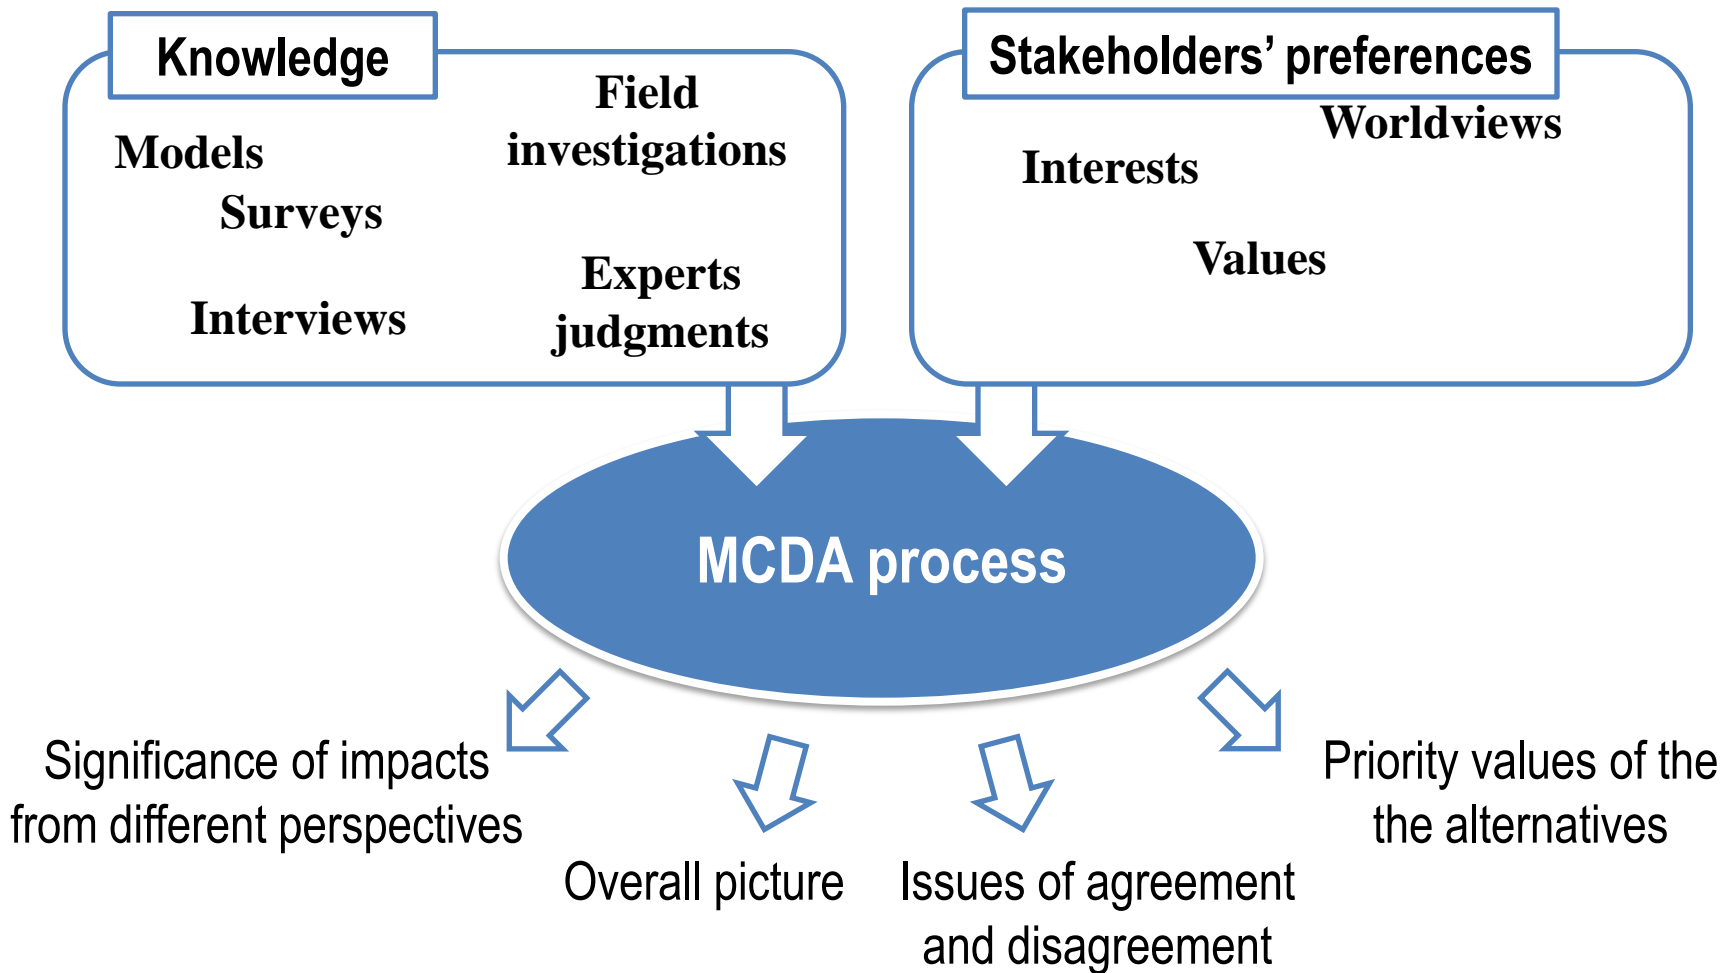 Knowledge
Field
investigations
Models
Surveys
Experts
judgments
Interviews
Stakeholders’ preferences
Worldviews
Interests
Values
MCDA process
Significance of impacts
from different perspectives
Overall picture
Issues of agreement
and disagreement
Priority values of the
the alternatives